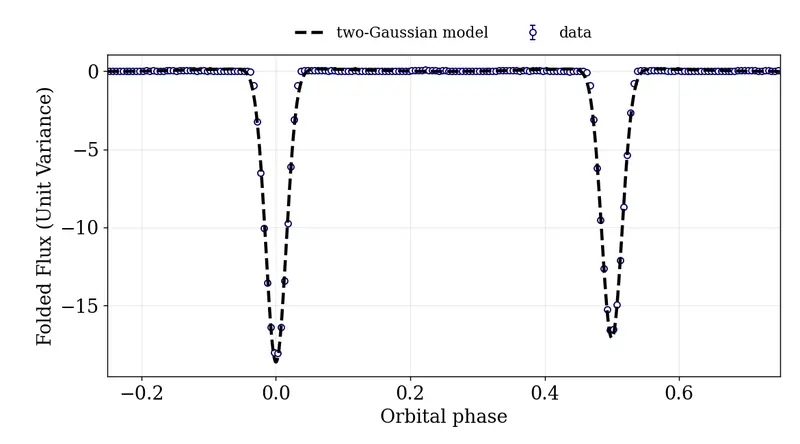 two-Gaussian model
data
Folded Flux (Unit Variance)
0
−5
−10
−15
−0.2
0.0
0.2
0.4
0.6
Orbital phase